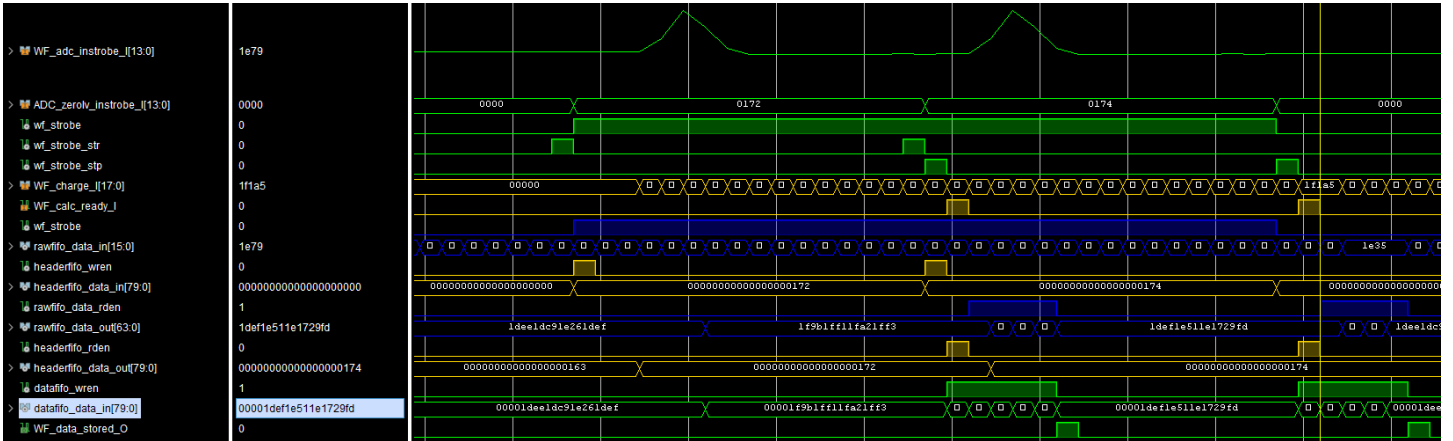 WF_adc_instrobe_I[13:0] 1e79
ADC_zerolv_instrobe_I[13:0] 0000 0000 0172 0174 0000
wf_strobe 0
wf_strobe_str 0
wf_strobe_stp 0
WF_charge_I[17:0] 1f1a5 00000 1f1a5
WF_calc_ready_I 0
wf_strobe 0
rawfifo_data_in[15:0] 1e79 1e35
headerfifo_wren 0
headerfifo_data_in[79:0] 00000000000000000000 00000000000000000000 00000000000000000172 00000000000000000174 0000000000000000000
rawfifo_data_rden 1
rawfifo_data_out[63:0] 1def1e511e1729fd 1dee1dc91e261def 1f9b1ff11fa21ff3 1def1e511e1729fd 1dee1dc9
headerfifo_rden 0
headerfifo_data_out[79:0] 00000000000000000174 00000000000000000163 00000000000000000172 00000000000000000174
datafifo_wren 1
datafifo_data_in[79:0] 00001def1e511e1729fd 00001dee1dc91e261def 00001f9b1ff11fa21ff3 00001def1e511e1729fd 00001dee
WF_data_stored_O 0